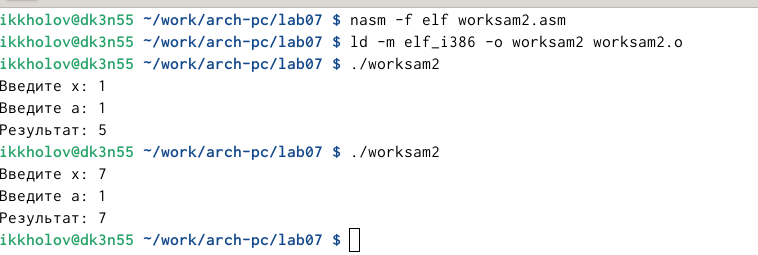 ikkholov@dk3n55 ~/work/arch-pc/lab07 $ nasm -f elf worksam2.asm
ikkholov@dk3n55 ~/work/arch-pc/lab07 $ ld -m elf_i386 -o worksam2 worksam2.o
ikkholov@dk3n55 ~/work/arch-pc/lab07 $ ./worksam2
Введите x: 1
Введите a: 1
Результат: 5
ikkholov@dk3n55 ~/work/arch-pc/lab07 $ ./worksam2
Введите x: 7
Введите a: 1
Результат: 7
ikkholov@dk3n55 ~/work/arch-pc/lab07 $